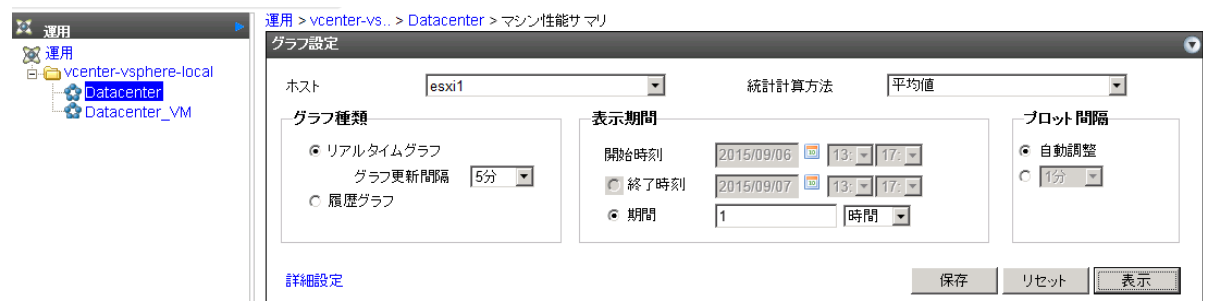 運用
運用
vcenter-vsphere-local
Datacenter
Datacenter_VM
運用 > vcenter-vs.. > Datacenter > マシン性能サマリ
グラフ設定
ホスト esxi1 統計計算方法 平均値
グラフ種類 表示期間 プロット間隔
リアルタイムグラフ 開始時刻 2015/09/06 13: 17: 自動調整
グラフ更新間隔 5分 終了時刻 2015/09/07 13: 17: 1分
履歴グラフ 期間 1 時間
詳細設定 保存 リセット 表示